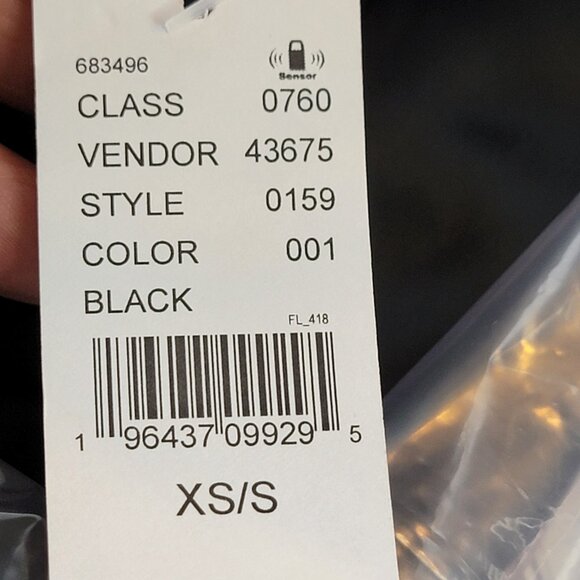 683496
Sensor
CLASS 0760
VENDOR 43675
STYLE 0159
COLOR 001
BLACK
FL_418
1 96437 09929 5
XS/S